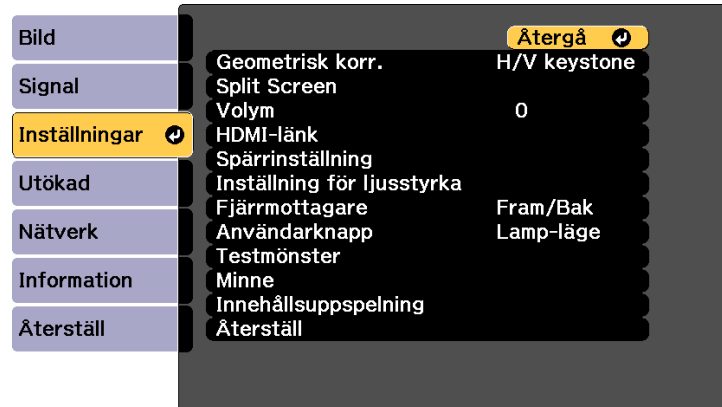 Bild
Signal
Inställningar
Utökad
Nätverk
Information
Återställ
Återgå
Geometrisk korr. H/V keystone
Split Screen
Volym 0
HDMI-länk
Spärrinställning
Inställning för ljusstyrka
Fjärrmottagare Fram/Bak
Användarknapp Lamp-läge
Testmönster
Minne
Innehållsuppspelning
Återställ